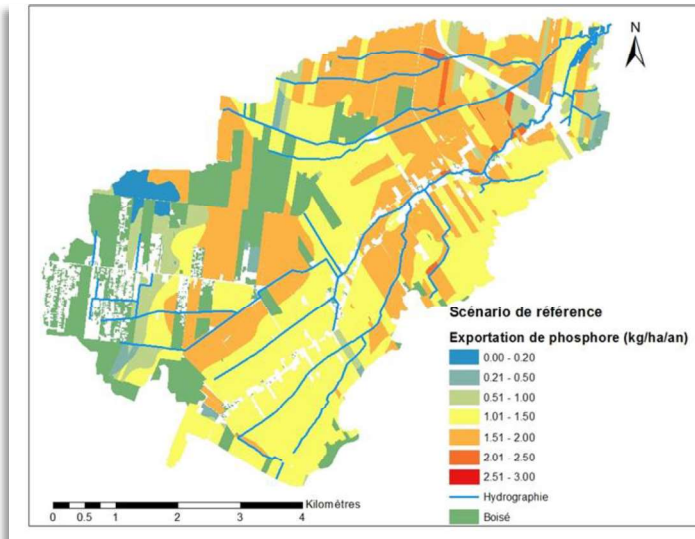 N
Scénario de référence
Exportation de phosphore (kg/ha/an)
0.00 - 0.20
0.21 - 0.50
0.51 - 1.00
1.01 - 1.50
1.51 - 2.00
2.01 - 2.50
2.51 - 3.00
Hydrographie
Boisé
Kilomètres
0 0.5 1 2 3 4